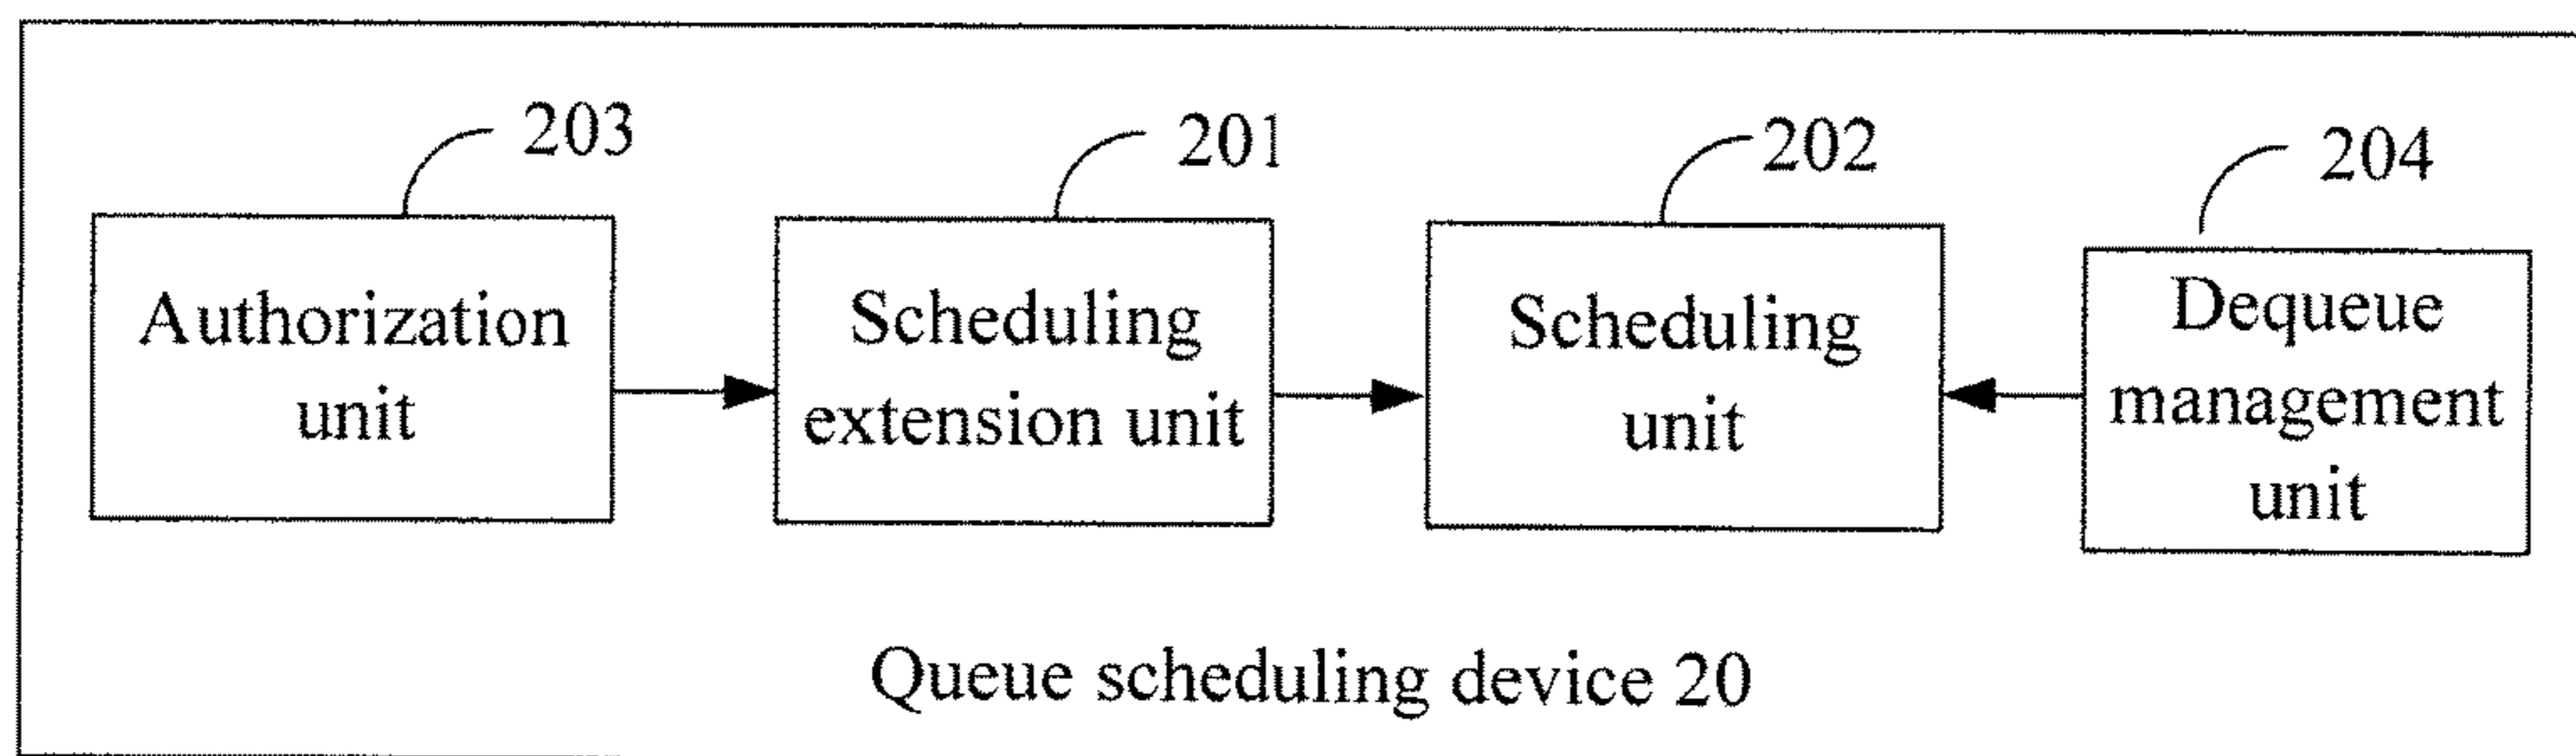 203
201
202
204
Authorization
unit
Scheduling
extension unit
Scheduling
unit
Dequeue
management
unit
Queue scheduling device 20